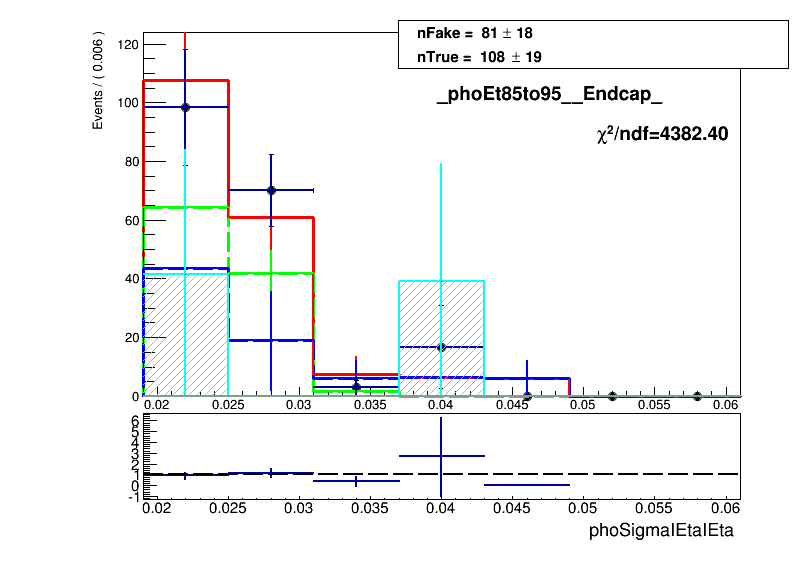 nFake = 81 ± 18
nTrue = 108 ± 19
Events / ( 0.006 )
_phoEt85to95__Endcap_
χ²/ndf=4382.40
120
100
80
60
40
20
0
0.02 0.025 0.03 0.035 0.04 0.045 0.05 0.055 0.06
6
5
4
3
2
1
0
-1
0.02 0.025 0.03 0.035 0.04 0.045 0.05 0.055 0.06
phoSigmaIEtaIEta